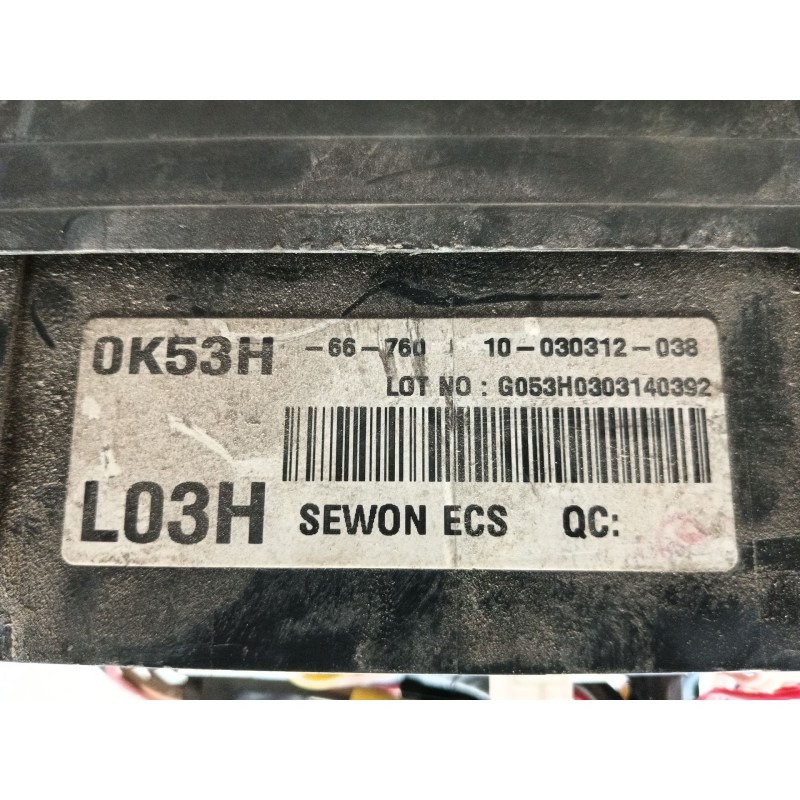 0K53H -66-760 10-030312-038
LOT NO : G053H0303140392
L03H SEWON ECS QC: